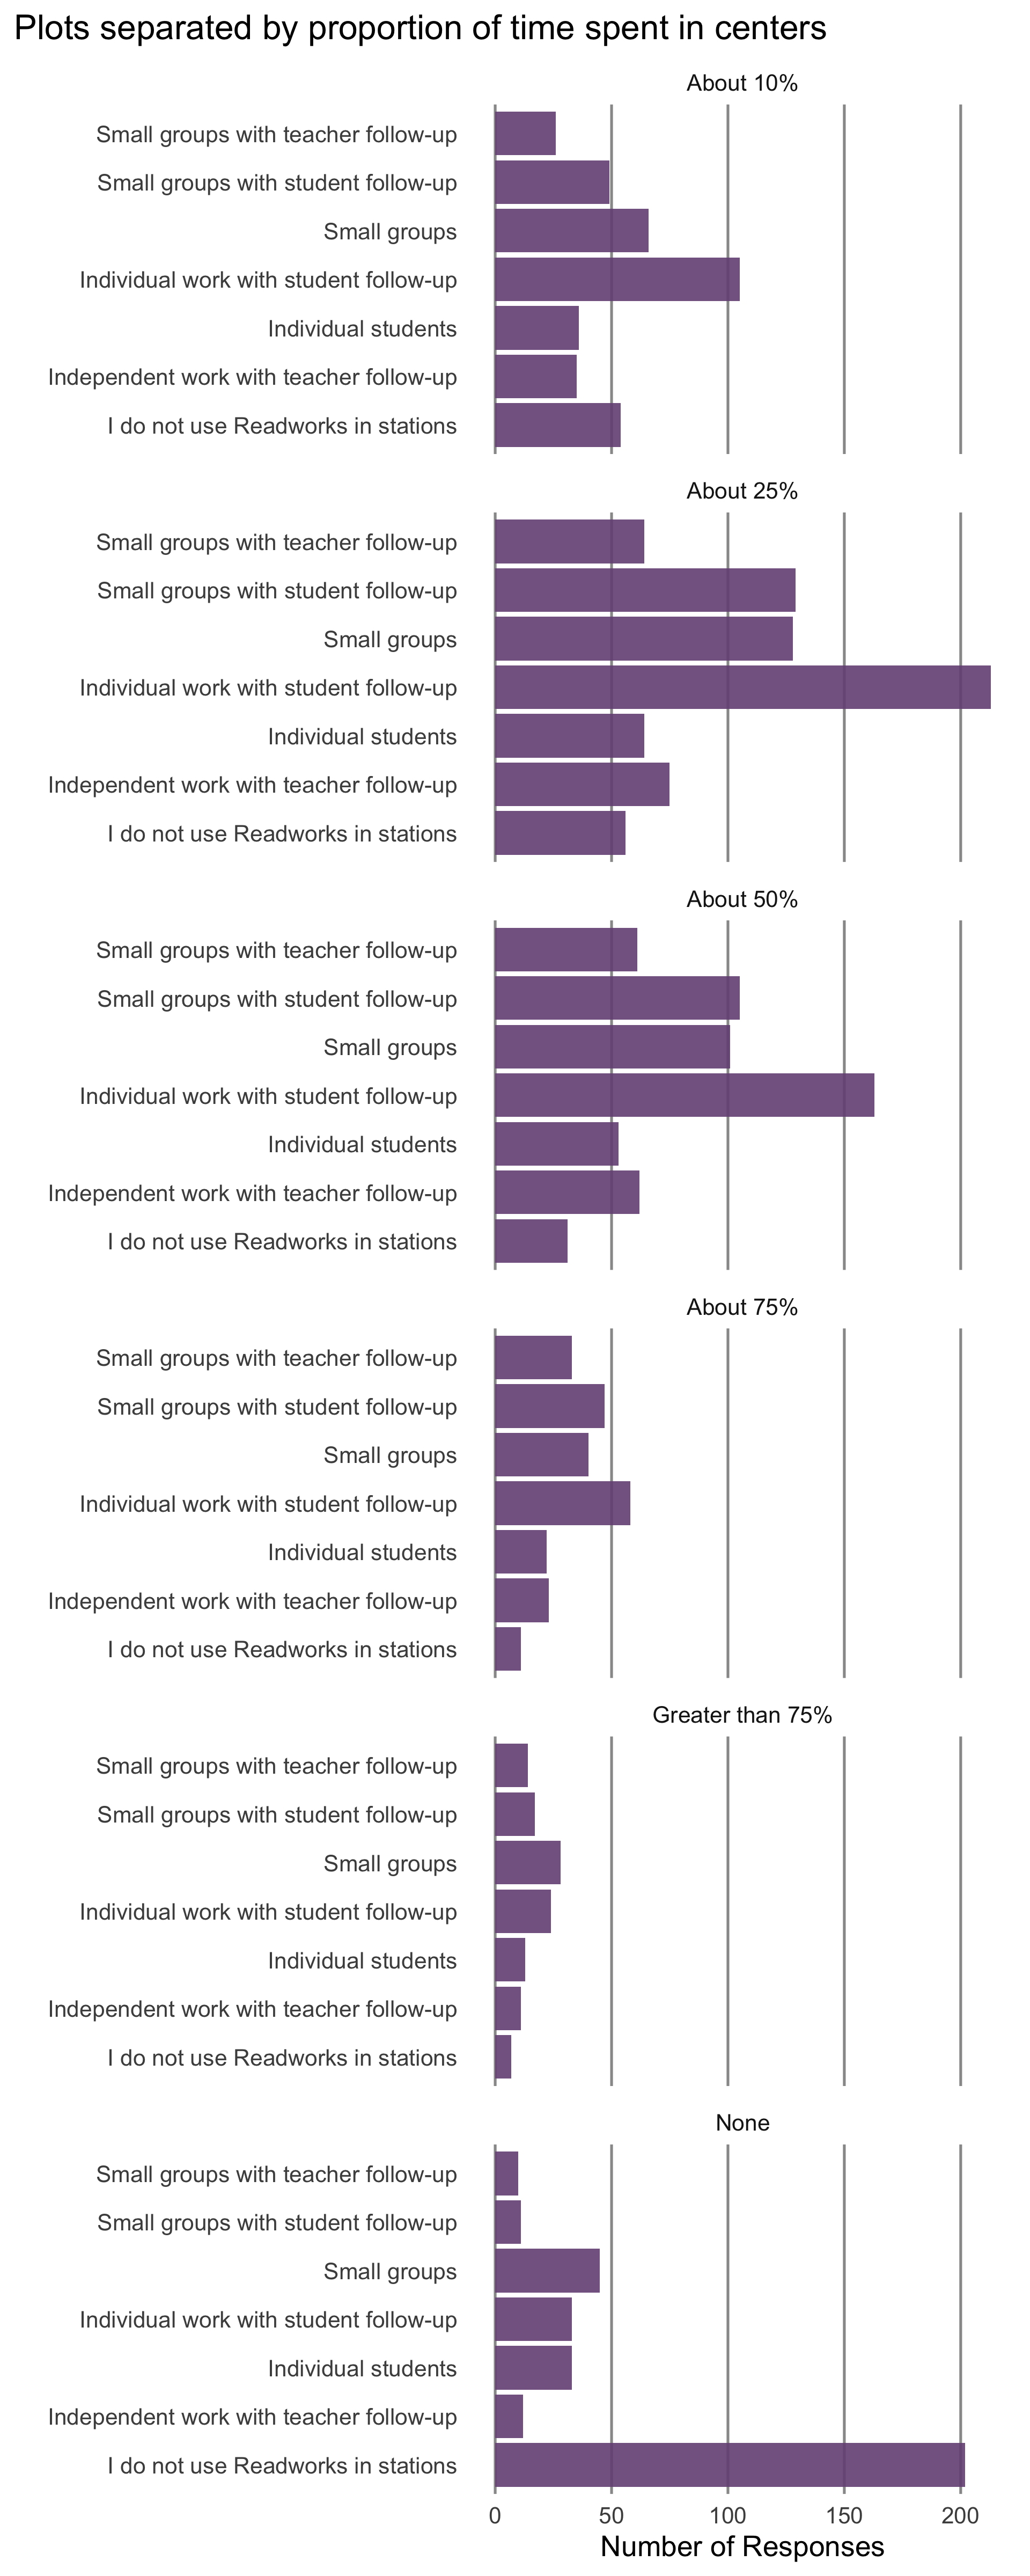 Plots separated by proportion of time spent in centers
About 10%
Small groups with teacher follow-up
Small groups with student follow-up
Small groups
Individual work with student follow-up
Individual students
Independent work with teacher follow-up
I do not use Readworks in stations
About 25%
Small groups with teacher follow-up
Small groups with student follow-up
Small groups
Individual work with student follow-up
Individual students
Independent work with teacher follow-up
I do not use Readworks in stations
About 50%
Small groups with teacher follow-up
Small groups with student follow-up
Small groups
Individual work with student follow-up
Individual students
Independent work with teacher follow-up
I do not use Readworks in stations
About 75%
Small groups with teacher follow-up
Small groups with student follow-up
Small groups
Individual work with student follow-up
Individual students
Independent work with teacher follow-up
I do not use Readworks in stations
Greater than 75%
Small groups with teacher follow-up
Small groups with student follow-up
Small groups
Individual work with student follow-up
Individual students
Independent work with teacher follow-up
I do not use Readworks in stations
None
Small groups with teacher follow-up
Small groups with student follow-up
Small groups
Individual work with student follow-up
Individual students
Independent work with teacher follow-up
I do not use Readworks in stations
0 50 100 150 200
Number of Responses